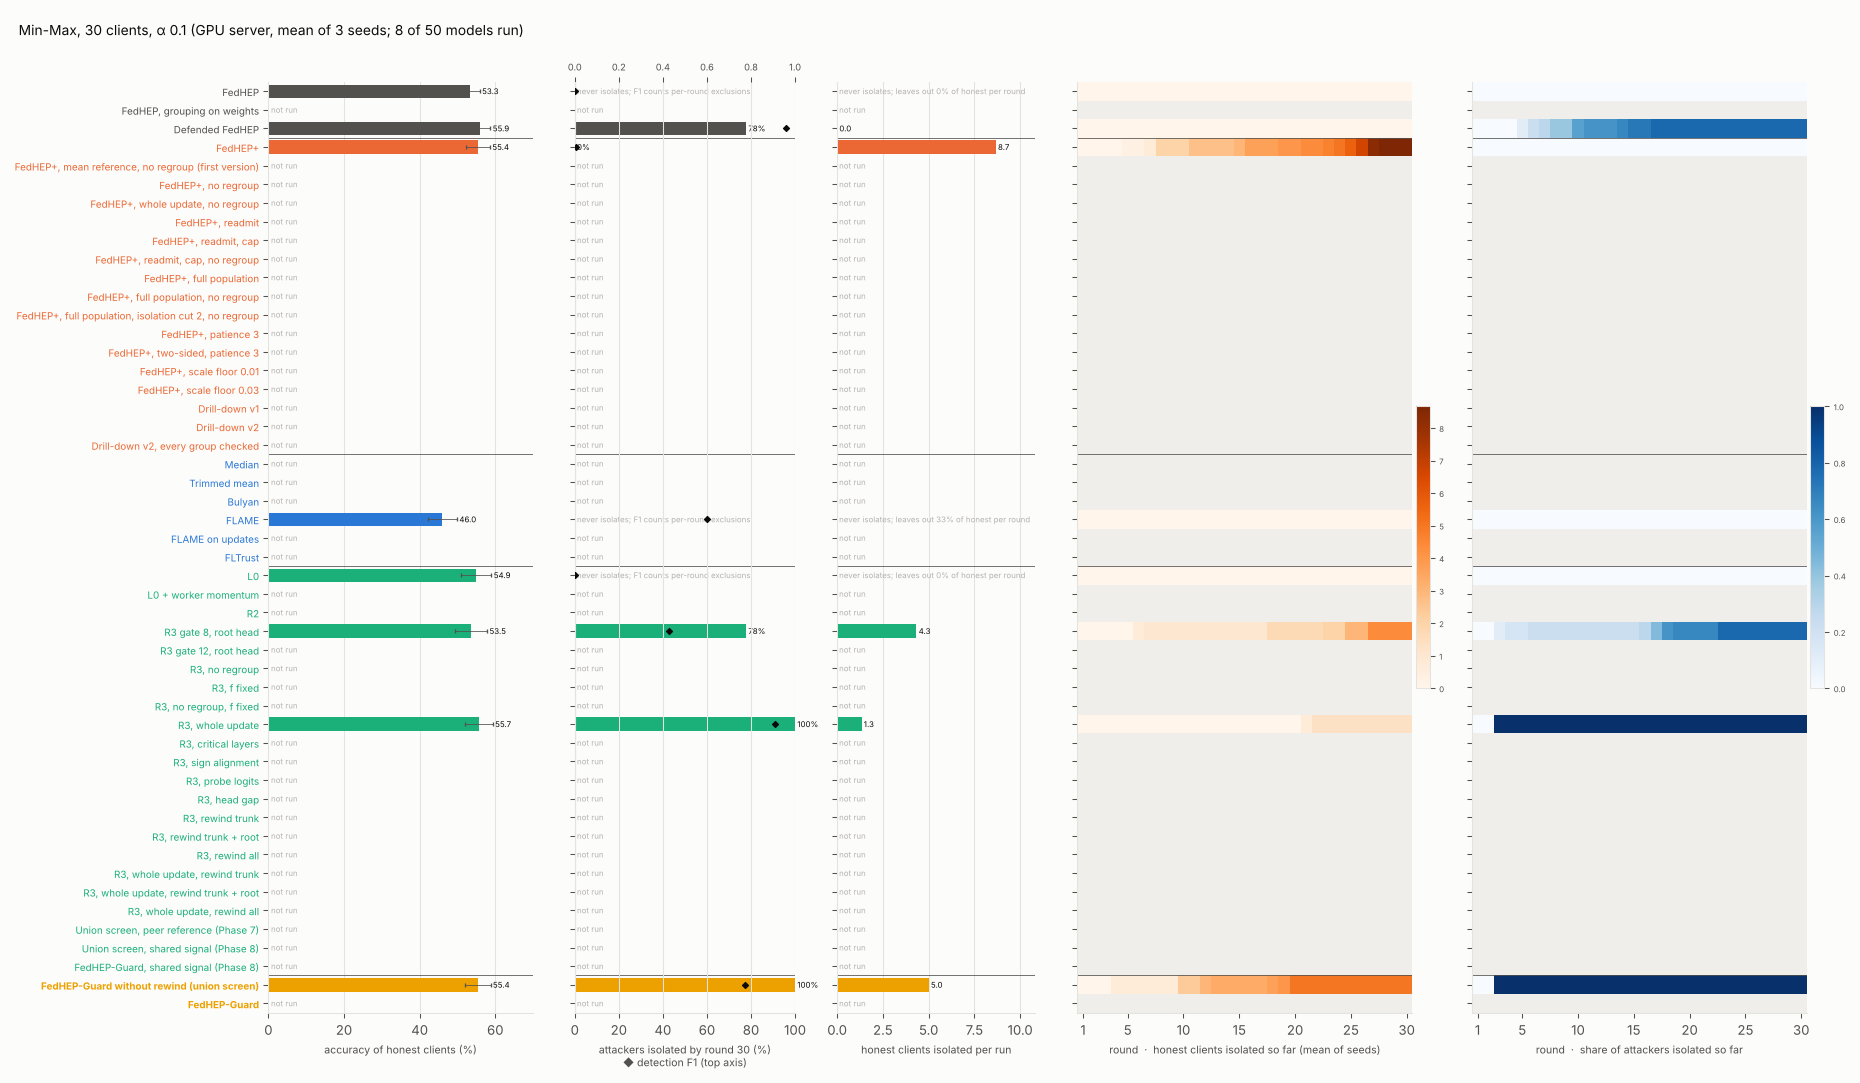 Min-Max, 30 clients, α 0.1 (GPU server, mean of 3 seeds; 8 of 50 models run)
0.0 0.2 0.4 0.6 0.8 1.0
FedHEP 53.3 never isolates; F1 counts per-round exclusions never isolates; leaves out 0% of honest per round
FedHEP, grouping on weights not run not run not run
Defended FedHEP 55.9 78% 0.0
FedHEP+ 55.4 0% 8.7
FedHEP+, mean reference, no regroup (first version) not run not run not run
FedHEP+, no regroup not run not run not run
FedHEP+, whole update, no regroup not run not run not run
FedHEP+, readmit not run not run not run
FedHEP+, readmit, cap not run not run not run
FedHEP+, readmit, cap, no regroup not run not run not run
FedHEP+, full population not run not run not run
FedHEP+, full population, no regroup not run not run not run
FedHEP+, full population, isolation cut 2, no regroup not run not run not run
FedHEP+, patience 3 not run not run not run
FedHEP+, two-sided, patience 3 not run not run not run
FedHEP+, scale floor 0.01 not run not run not run
FedHEP+, scale floor 0.03 not run not run not run
Drill-down v1 not run not run not run
Drill-down v2 not run not run not run
Drill-down v2, every group checked not run not run not run
Median not run not run not run
Trimmed mean not run not run not run
Bulyan not run not run not run
FLAME 46.0 never isolates; F1 counts per-round exclusions never isolates; leaves out 33% of honest per round
FLAME on updates not run not run not run
FLTrust not run not run not run
L0 54.9 never isolates; F1 counts per-round exclusions never isolates; leaves out 0% of honest per round
L0 + worker momentum not run not run not run
R2 not run not run not run
R3 gate 8, root head 53.5 78% 4.3
R3 gate 12, root head not run not run not run
R3, no regroup not run not run not run
R3, f fixed not run not run not run
R3, no regroup, f fixed not run not run not run
R3, whole update 55.7 100% 1.3
R3, critical layers not run not run not run
R3, sign alignment not run not run not run
R3, probe logits not run not run not run
R3, head gap not run not run not run
R3, rewind trunk not run not run not run
R3, rewind trunk + root not run not run not run
R3, rewind all not run not run not run
R3, whole update, rewind trunk not run not run not run
R3, whole update, rewind trunk + root not run not run not run
R3, whole update, rewind all not run not run not run
Union screen, peer reference (Phase 7) not run not run not run
Union screen, shared signal (Phase 8) not run not run not run
FedHEP-Guard, shared signal (Phase 8) not run not run not run
FedHEP-Guard without rewind (union screen) 55.4 100% 5.0
FedHEP-Guard not run not run not run
0 20 40 60
accuracy of honest clients (%)
0 20 40 60 80 100
attackers isolated by round 30 (%)
◆ detection F1 (top axis)
0.0 2.5 5.0 7.5 10.0
honest clients isolated per run
1 5 10 15 20 25 30
round · honest clients isolated so far (mean of seeds)
8
7
6
5
4
3
2
1
0
1 5 10 15 20 25 30
round · share of attackers isolated so far
1.0
0.8
0.6
0.4
0.2
0.0